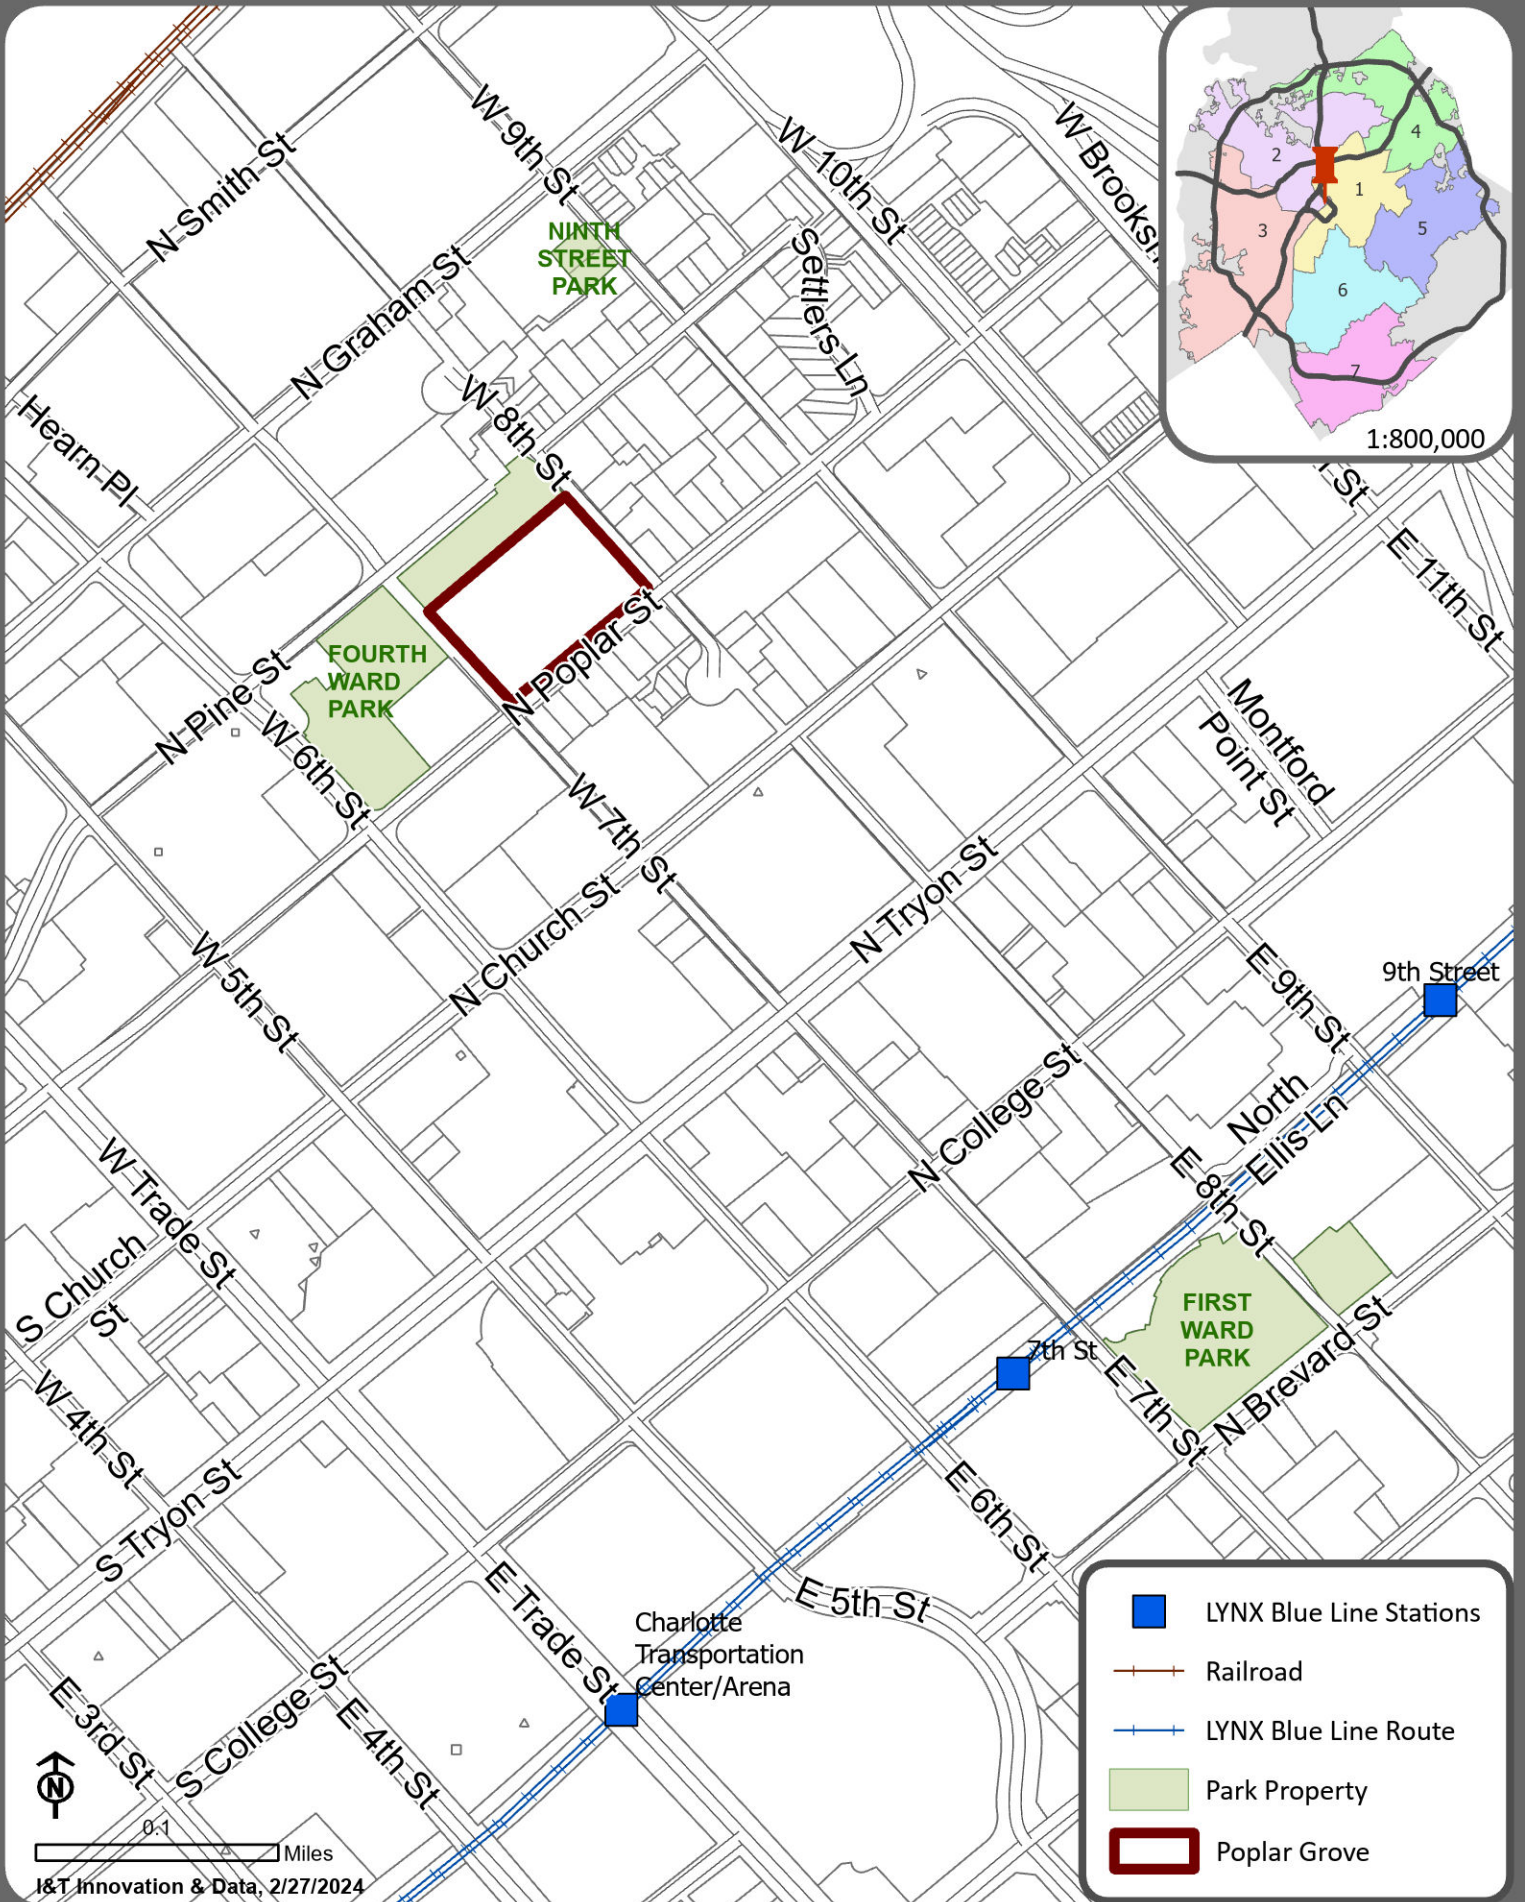 N Smith St
W 9th St
W 10th St
W Brooksh
NINTH
STREET
PARK
Settlers Ln
N Graham St
Hearn Pl
W 8th St
2
4
1
3
5
6
7
1:800,000
St
E 11th St
N Poplar St
FOURTH
WARD
PARK
N Pine St
W 6th St
Montford
Point St
W 7th St
N Church St
N Tryon St
W 5th St
9th Street
E 9th St
N College St
North
Ellis Ln
E 8th St
W Trade St
S Church
St
FIRST
WARD
PARK
7th St
E 7th St
N Brevard St
W 4th St
S Tryon St
E 6th St
E 5th St
E Trade St
Charlotte
Transportation
Center/Arena
E 3rd St
S College St
E 4th St
N
0.1
Miles
I&T Innovation & Data, 2/27/2024
LYNX Blue Line Stations
Railroad
LYNX Blue Line Route
Park Property
Poplar Grove